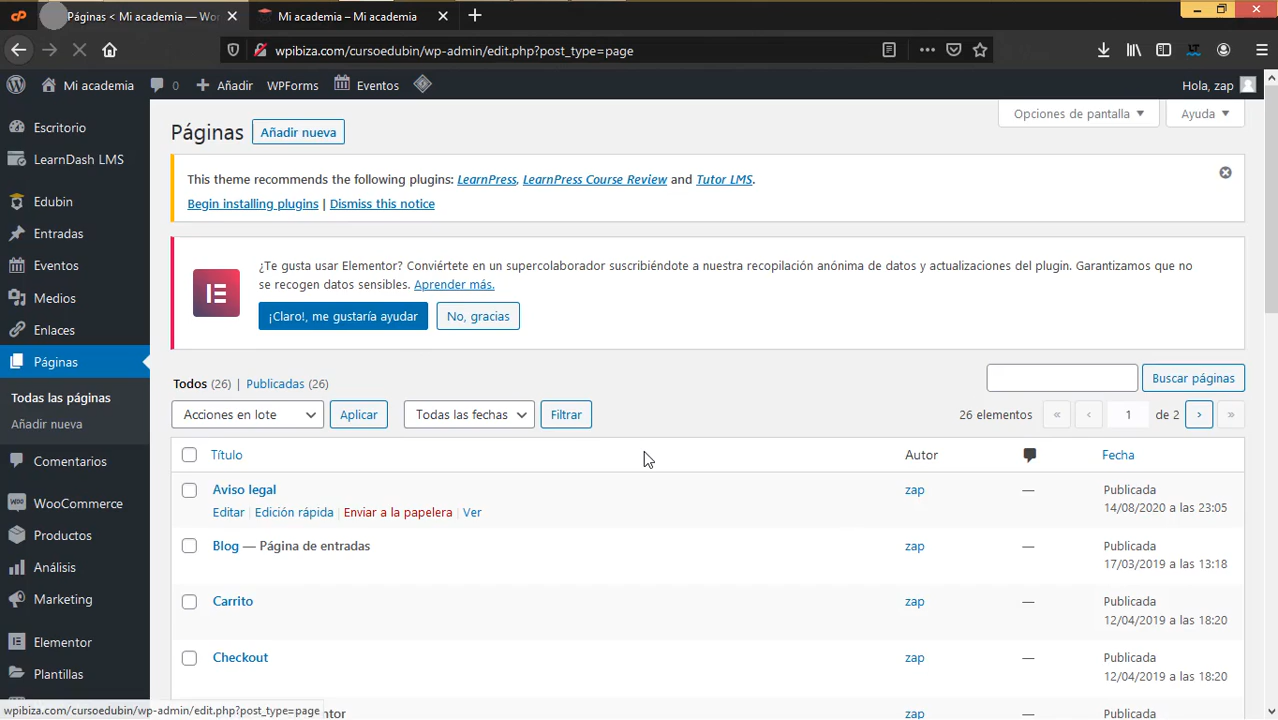 Páginas < Mi academia — Wor
Mi academia – Mi academia
wpibiza.com/cursoedubin/wp-admin/edit.php?post_type=page
Mi academia
0
Añadir
WPForms
Eventos
Hola, zap
Escritorio
LearnDash LMS
Edubin
Entradas
Eventos
Medios
Enlaces
Páginas
Todas las páginas
Añadir nueva
Comentarios
WooCommerce
Productos
Análisis
Marketing
Elementor
Plantillas
Páginas
Añadir nueva
Opciones de pantalla
Ayuda
This theme recommends the following plugins: LearnPress, LearnPress Course Review and Tutor LMS.
Begin installing plugins | Dismiss this notice
¿Te gusta usar Elementor? Conviértete en un supercolaborador suscribiéndote a nuestra recopilación anónima de datos y actualizaciones del plugin. Garantizamos que no
se recogen datos sensibles. Aprender más.
¡Claro!, me gustaría ayudar
No, gracias
Todos (26) | Publicadas (26)
Buscar páginas
Acciones en lote
Aplicar
Todas las fechas
Filtrar
26 elementos « ‹ 1 de 2 › »
Título Autor Fecha
Aviso legal zap — Publicada
14/08/2020 a las 23:05
Editar | Edición rápida | Enviar a la papelera | Ver
Blog — Página de entradas zap — Publicada
17/03/2019 a las 13:18
Carrito zap — Publicada
12/04/2019 a las 18:20
Checkout zap — Publicada
12/04/2019 a las 18:20
zap — Publicada
wpibiza.com/cursoedubin/wp-admin/edit.php?post_type=page